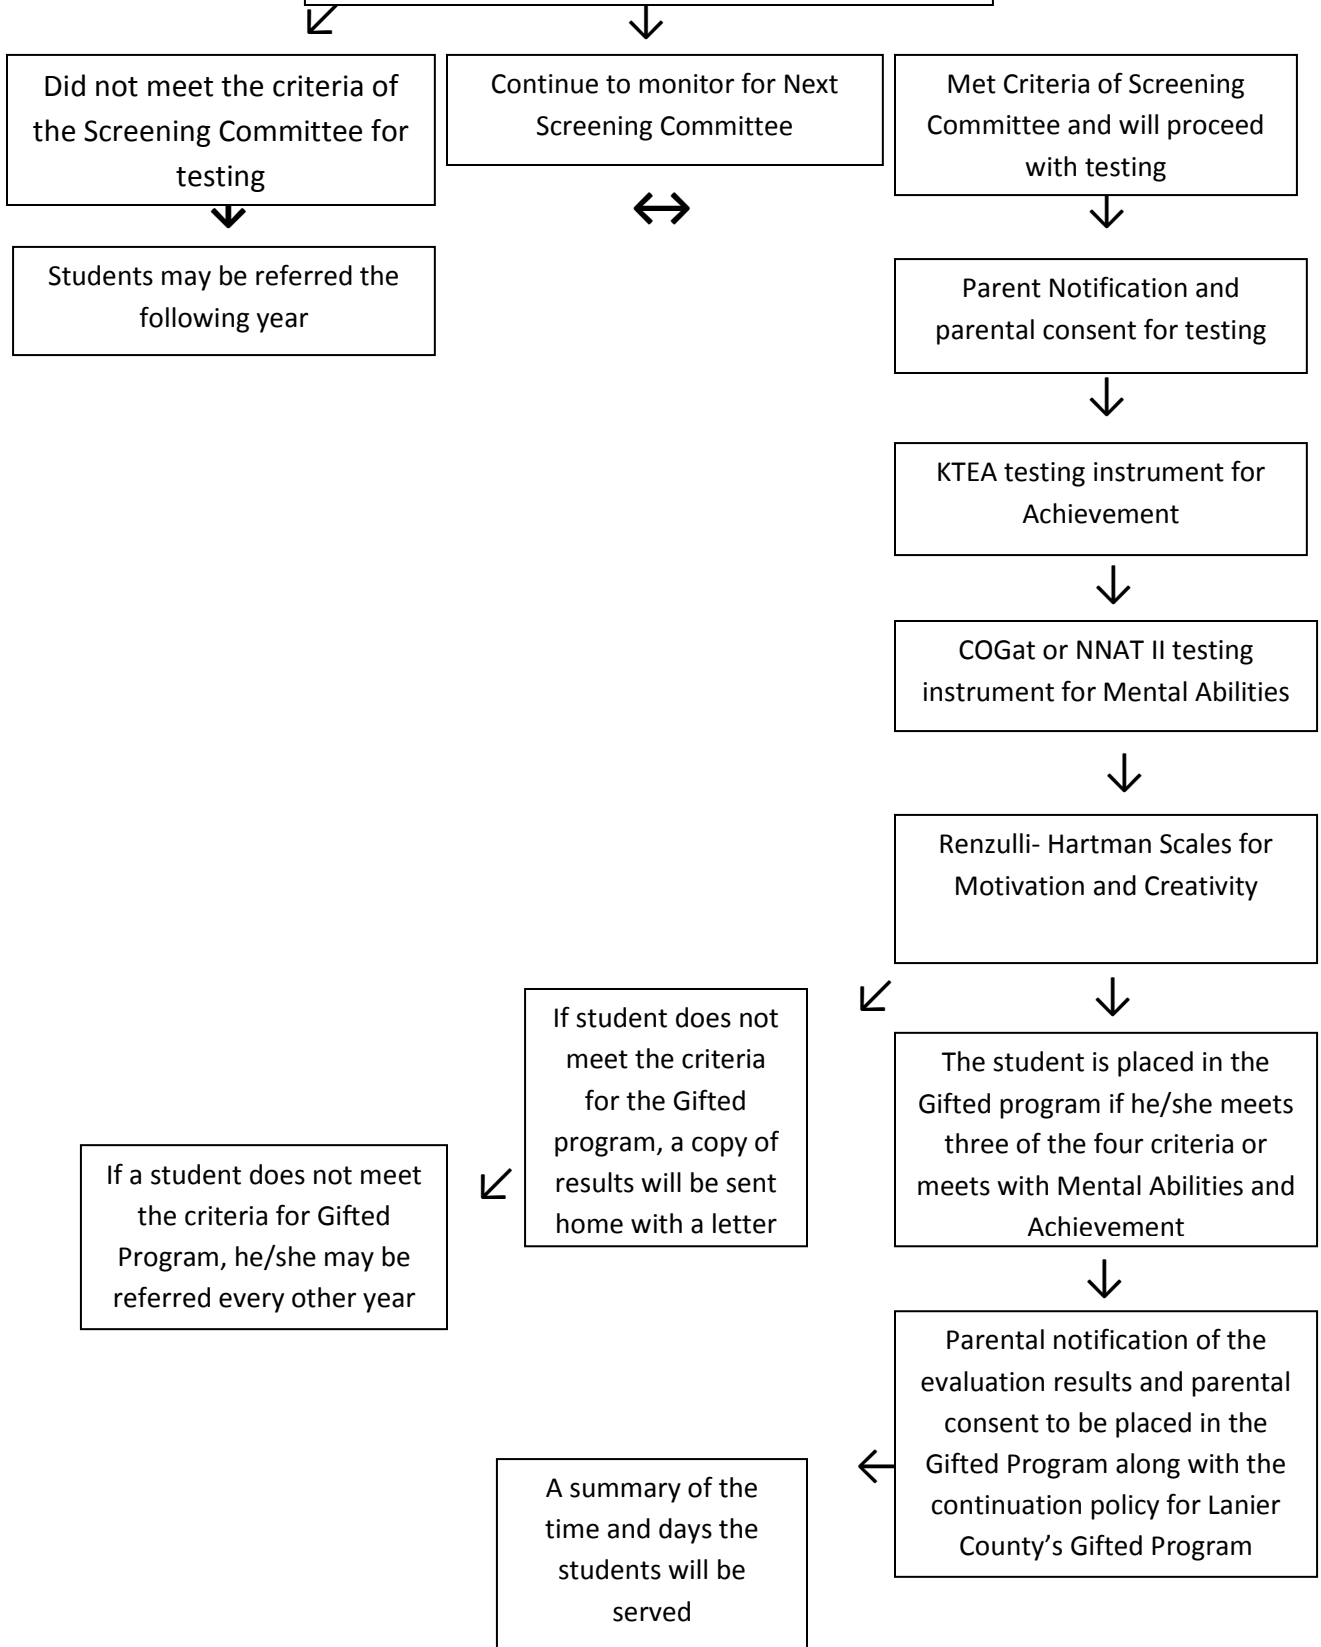 Did not meet the criteria of
the Screening Committee for
testing
Continue to monitor for Next
Screening Committee
Met Criteria of Screening
Committee and will proceed
with testing
Students may be referred the
following year
Parent Notification and
parental consent for testing
KTEA testing instrument for
Achievement
COGat or NNAT II testing
instrument for Mental Abilities
Renzulli- Hartman Scales for
Motivation and Creativity
If student does not
meet the criteria
for the Gifted
program, a copy of
results will be sent
home with a letter
The student is placed in the
Gifted program if he/she meets
three of the four criteria or
meets with Mental Abilities and
Achievement
If a student does not meet
the criteria for Gifted
Program, he/she may be
referred every other year
Parental notification of the
evaluation results and parental
consent to be placed in the
Gifted Program along with the
continuation policy for Lanier
County’s Gifted Program
A summary of the
time and days the
students will be
served